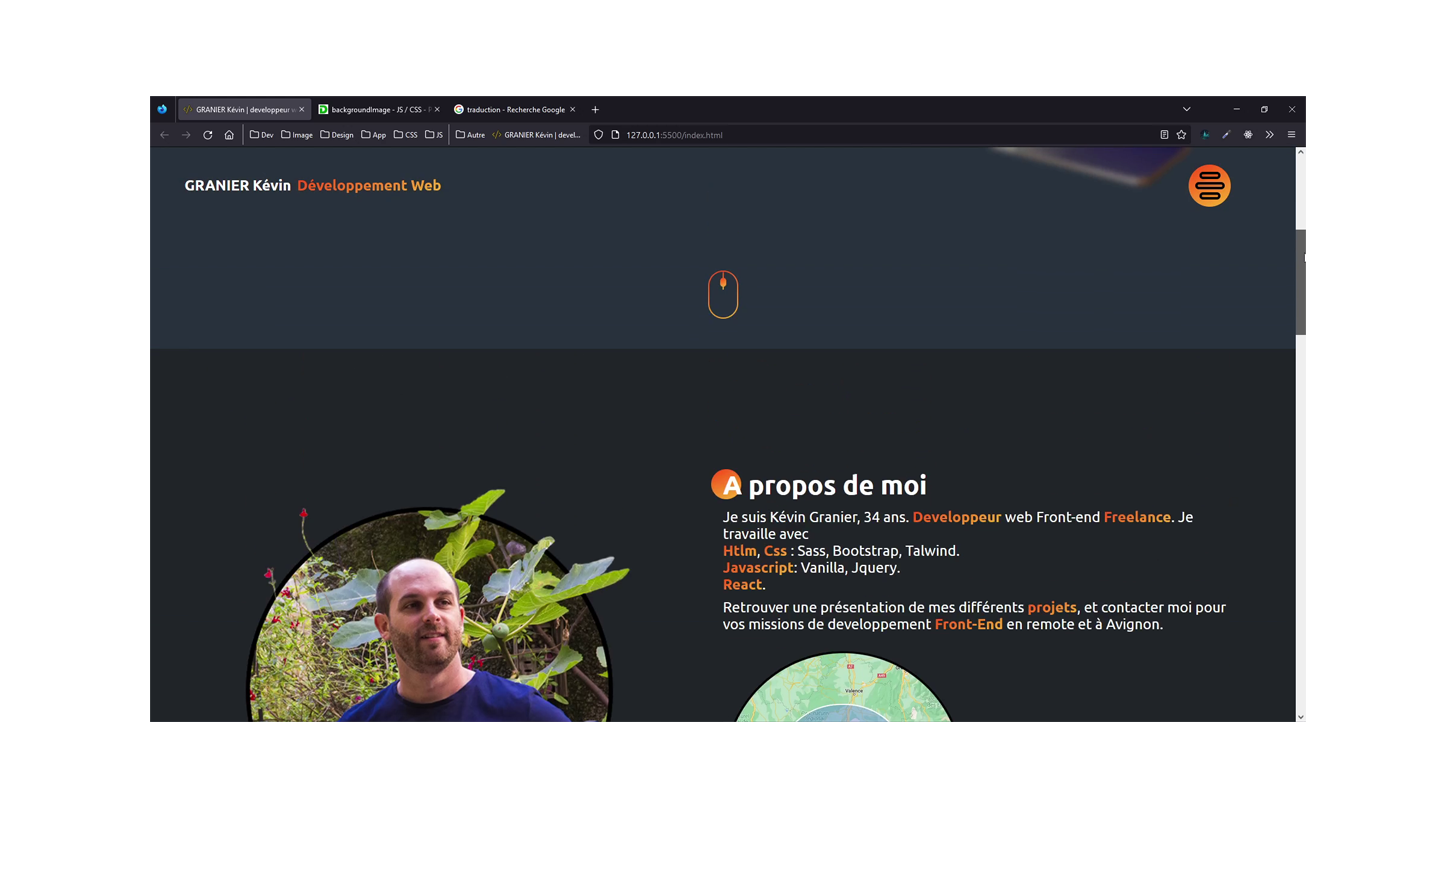 GRANIER Kévin | developpeur w
backgroundImage - JS / CSS - P
traduction - Recherche Google
Dev Image Design App CSS JS Autre GRANIER Kévin | devel... 127.0.0.1:5500/index.html
GRANIER Kévin Développement Web
A propos de moi
Je suis Kévin Granier, 34 ans. Developpeur web Front-end Freelance. Je
travaille avec
Htlm, Css : Sass, Bootstrap, Talwind.
Javascript: Vanilla, Jquery.
React.
Retrouver une présentation de mes différents projets, et contacter moi pour
vos missions de developpement Front-End en remote et à Avignon.
Valence